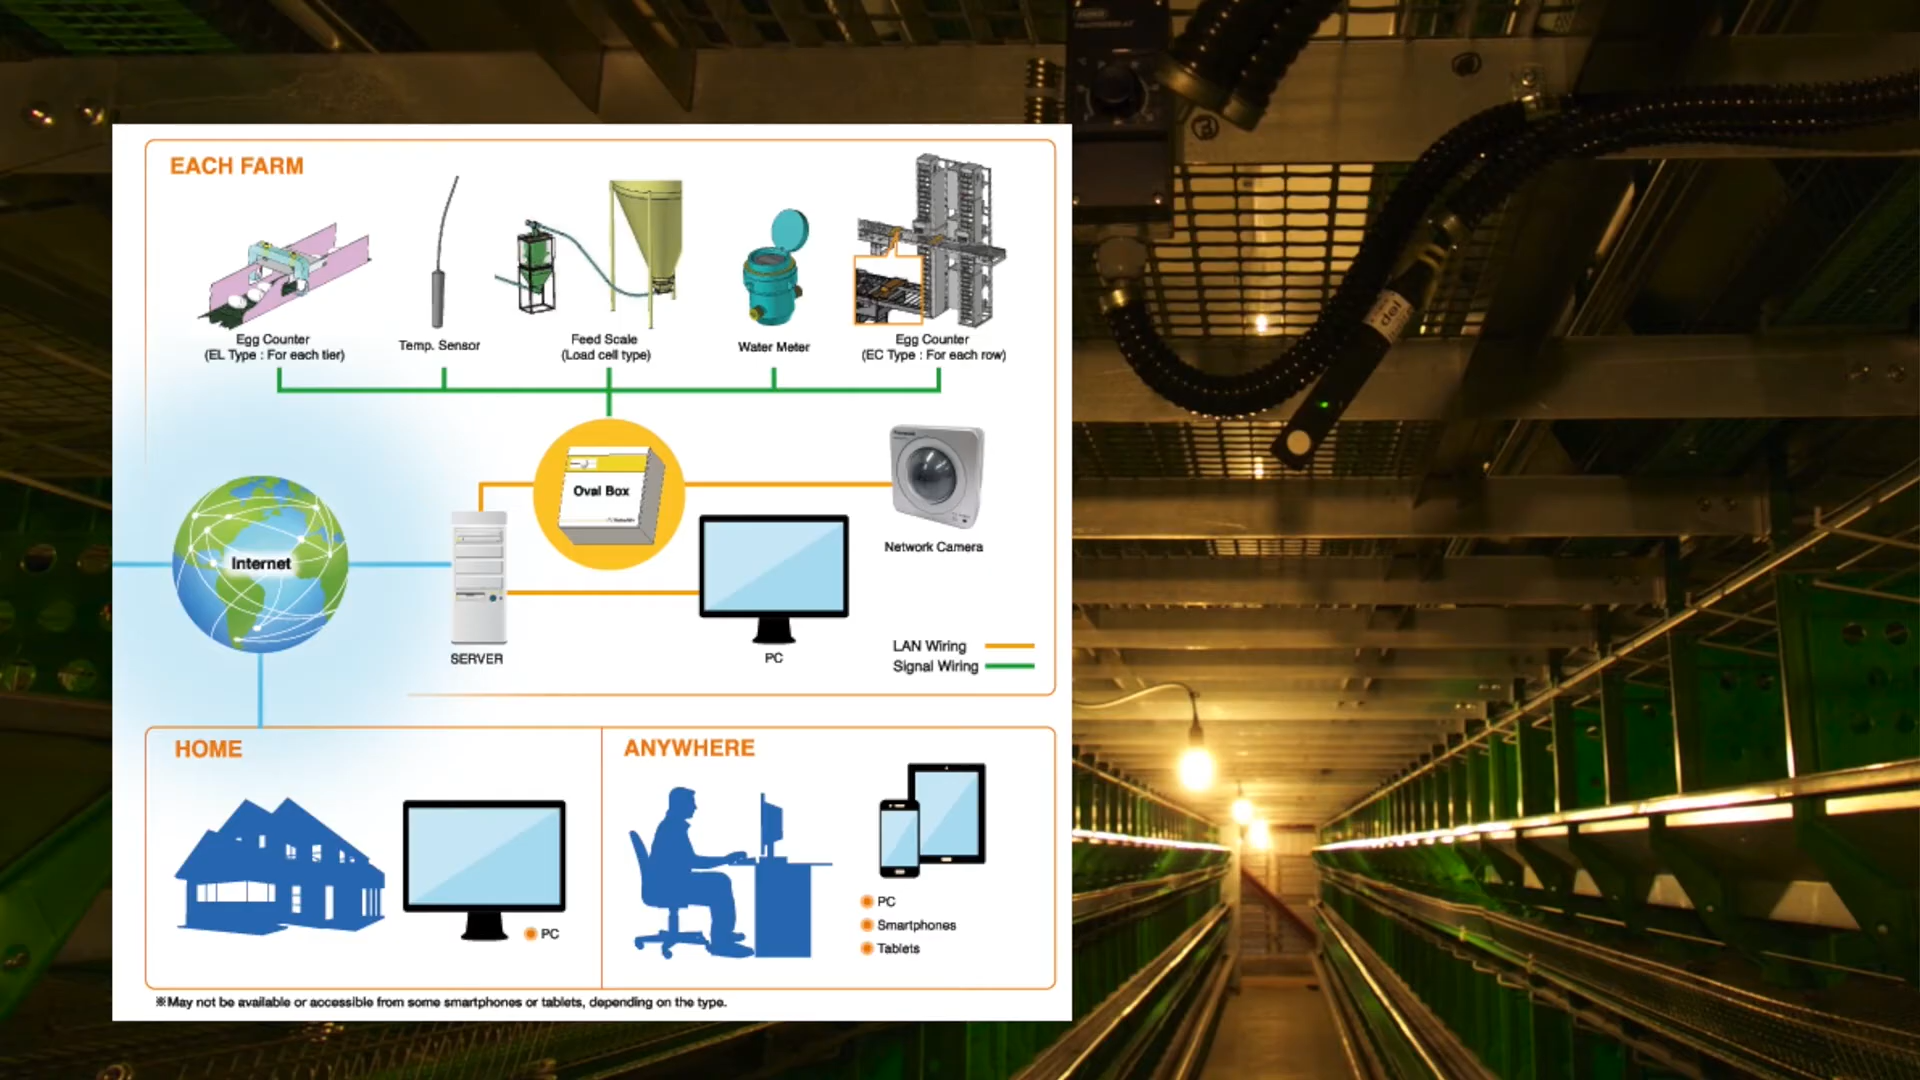 EACH FARM
Egg Counter
(EL Type : For each tier)
Temp. Sensor
Feed Scale
(Load cell type)
Water Meter
Egg Counter
(EC Type : For each row)
Oval Box
Network Camera
Internet
SERVER
PC
LAN Wiring
Signal Wiring
HOME
PC
ANYWHERE
PC
Smartphones
Tablets
※May not be available or accessible from some smartphones or tablets, depending on the type.
del